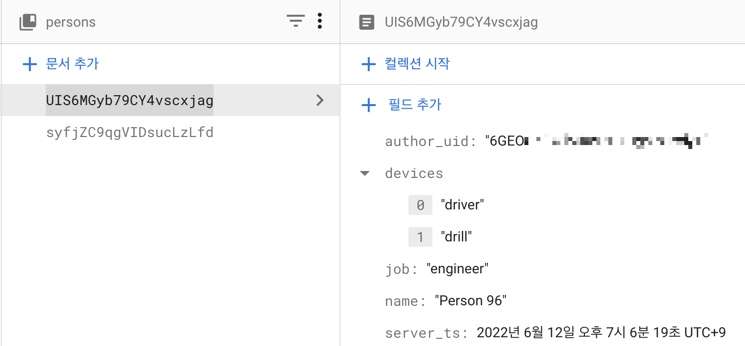 persons
문서 추가
UIS6MGyb79CY4vscxjag
syfjZC9qgVIDsucLzLfd
UIS6MGyb79CY4vscxjag
컬렉션 시작
필드 추가
author_uid: "6GEO
devices
0 "driver"
1 "drill"
job: "engineer"
name: "Person 96"
server_ts: 2022년 6월 12일 오후 7시 6분 19초 UTC+9